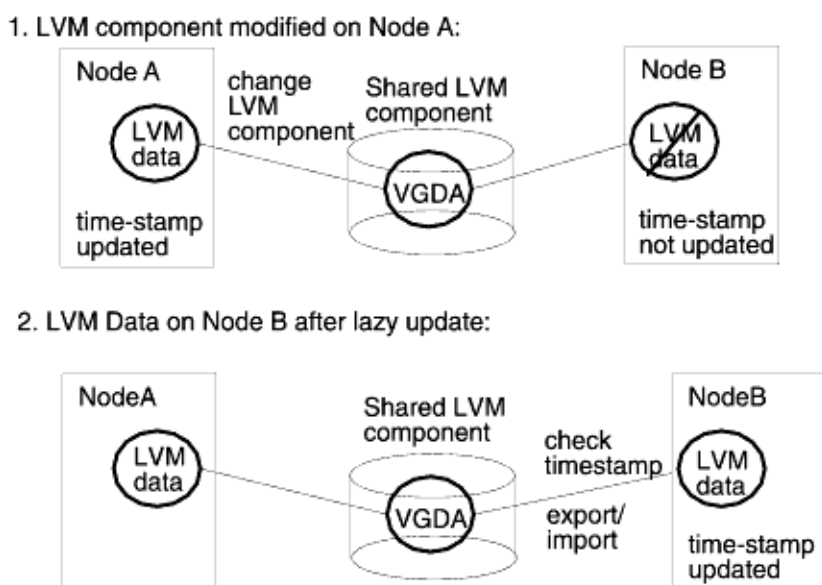 1. LVM component modified on Node A:
Node A
LVM
data
time-stamp
updated
change
LVM
component
Shared LVM
component
VGDA
Node B
LVM
data
time-stamp
not updated
2. LVM Data on Node B after lazy update:
NodeA
LVM
data
Shared LVM
component
VGDA
check
timestamp
export/
import
NodeB
LVM
data
time-stamp
updated